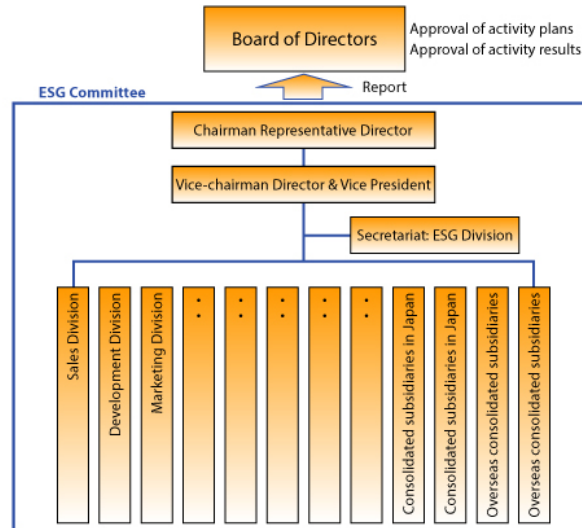 Board of Directors
Approval of activity plans
Approval of activity results
Report
ESG Committee
Chairman Representative Director
Vice-chairman Director & Vice President
Secretariat: ESG Division
Sales Division
Development Division
Marketing Division
：
：
：
：
：
Consolidated subsidiaries in Japan
Consolidated subsidiaries in Japan
Overseas consolidated subsidiaries
Overseas consolidated subsidiaries